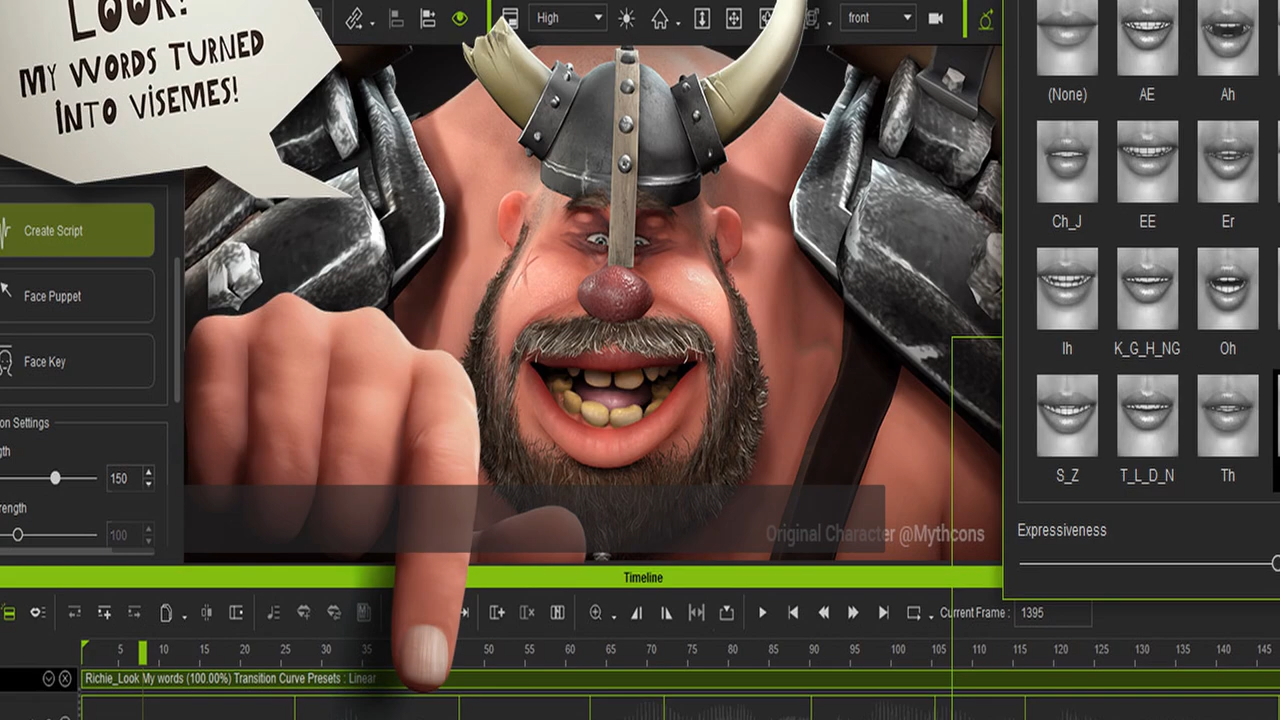 LOOK!
MY WORDS TURNED
INTO VISEMES!
High
front
(None)
AE
Ah
Ch_J
EE
Er
Ih
K_G_H_NG
Oh
S_Z
T_L_D_N
Th
Expressiveness
Create Script
Face Puppet
Face Key
on Settings
gth
150
rength
100
Original Character @Mythcons
Timeline
Current Frame :
1395
5 10 15 20 25 30 35 50 55 60 65 70 75 80 85 90 95 100 105 110 115 120 125 130 135 140 145
Richie_Look My words (100.00%) Transition Curve Presets : Linear